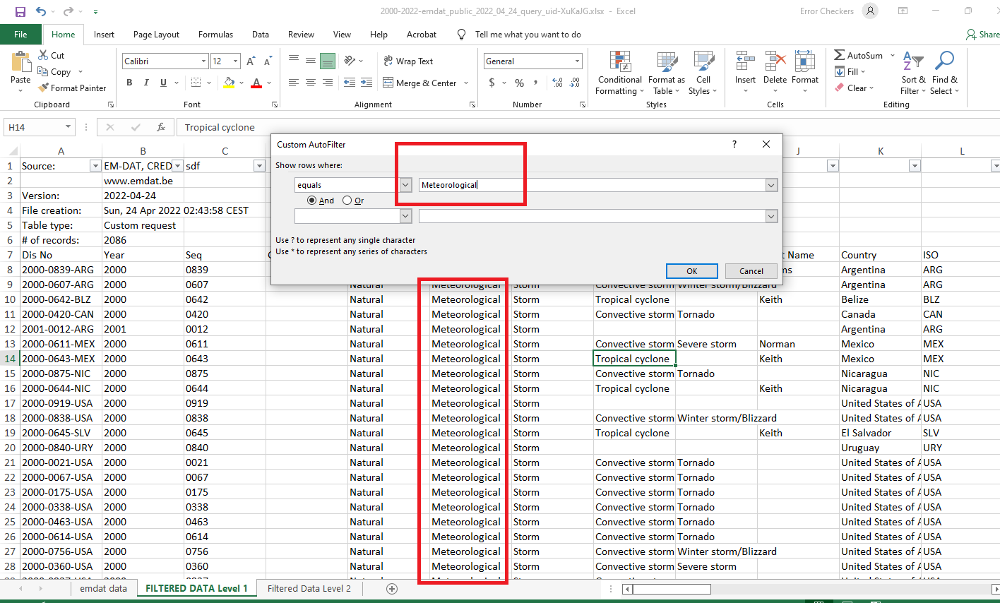 2000-2022-emdat_public_2022_04_24_query_uid-XuKaJG.xlsx - Excel
Error Checkers
File Home Insert Page Layout Formulas Data Review View Help Acrobat Tell me what you want to do Share
Paste
Cut
Copy
Format Painter
Clipboard
Calibri 12
B I U
Font
Wrap Text
Merge & Center
Alignment
General
$ % ,
Number
Conditional Formatting
Format as Table
Cell Styles
Styles
Insert Delete Format
Cells
AutoSum
Fill
Clear
Sort & Filter
Find & Select
Editing
H14 fx Tropical cyclone
Custom AutoFilter ?
Show rows where:
equals Meteorological
And Or
Use ? to represent any single character
Use * to represent any series of characters
OK Cancel
A B C J K L
1 Source: EM-DAT, CRED sdf
2 www.emdat.be
3 Version: 2022-04-24
4 File creation: Sun, 24 Apr 2022 02:43:58 CEST
5 Table type: Custom request
6 # of records: 2086
7 Dis No Year Seq Name Country ISO
8 2000-0839-ARG 2000 0839 Argentina ARG
9 2000-0607-ARG 2000 0607 Natural Meteorological Storm Convective storm Winter storm/Blizzard Argentina ARG
10 2000-0642-BLZ 2000 0642 Natural Meteorological Storm Tropical cyclone Keith Belize BLZ
11 2000-0420-CAN 2000 0420 Natural Meteorological Storm Convective storm Tornado Canada CAN
12 2001-0012-ARG 2001 0012 Natural Meteorological Storm Argentina ARG
13 2000-0611-MEX 2000 0611 Natural Meteorological Storm Convective storm Severe storm Norman Mexico MEX
14 2000-0643-MEX 2000 0643 Natural Meteorological Storm Tropical cyclone Keith Mexico MEX
15 2000-0875-NIC 2000 0875 Natural Meteorological Storm Convective storm Tornado Nicaragua NIC
16 2000-0644-NIC 2000 0644 Natural Meteorological Storm Tropical cyclone Keith Nicaragua NIC
17 2000-0919-USA 2000 0919 Natural Meteorological Storm United States of A USA
18 2000-0838-USA 2000 0838 Natural Meteorological Storm Convective storm Winter storm/Blizzard United States of A USA
19 2000-0645-SLV 2000 0645 Natural Meteorological Storm Tropical cyclone Keith El Salvador SLV
20 2000-0840-URY 2000 0840 Natural Meteorological Storm Uruguay URY
21 2000-0021-USA 2000 0021 Natural Meteorological Storm Convective storm Tornado United States of A USA
22 2000-0067-USA 2000 0067 Natural Meteorological Storm Convective storm Tornado United States of A USA
23 2000-0175-USA 2000 0175 Natural Meteorological Storm Convective storm Tornado United States of A USA
24 2000-0338-USA 2000 0338 Natural Meteorological Storm Convective storm Tornado United States of A USA
25 2000-0463-USA 2000 0463 Natural Meteorological Storm Convective storm Tornado United States of A USA
26 2000-0614-USA 2000 0614 Natural Meteorological Storm Convective storm Tornado United States of A USA
27 2000-0756-USA 2000 0756 Natural Meteorological Storm Convective storm Winter storm/Blizzard United States of A USA
28 2000-0360-USA 2000 0360 Natural Meteorological Storm Convective storm Severe storm United States of A USA
emdat data FILTERED DATA Level 1 Filtered Data Level 2